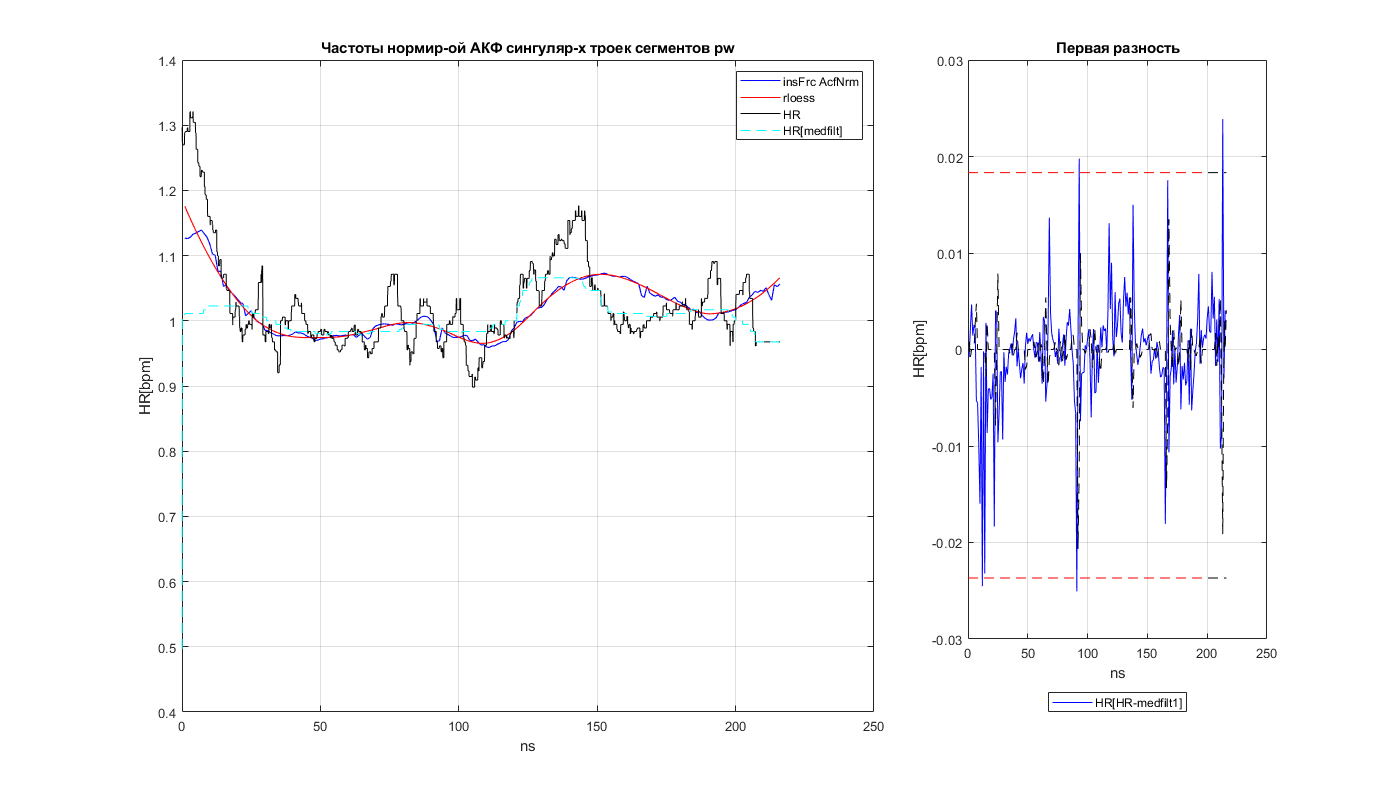 Частоты нормир-ой АКФ сингуляр-х троек сегментов pw
1.4
1.3
1.2
1.1
1
0.9
0.8
0.7
0.6
0.5
0.4
HR[bpm]
0
50
100
150
200
250
ns
insFrc AcfNrm
rloess
HR
HR[medfilt]
Первая разность
0.03
0.02
0.01
0
-0.01
-0.02
-0.03
HR[bpm]
0
50
100
150
200
250
ns
HR[HR-medfilt1]